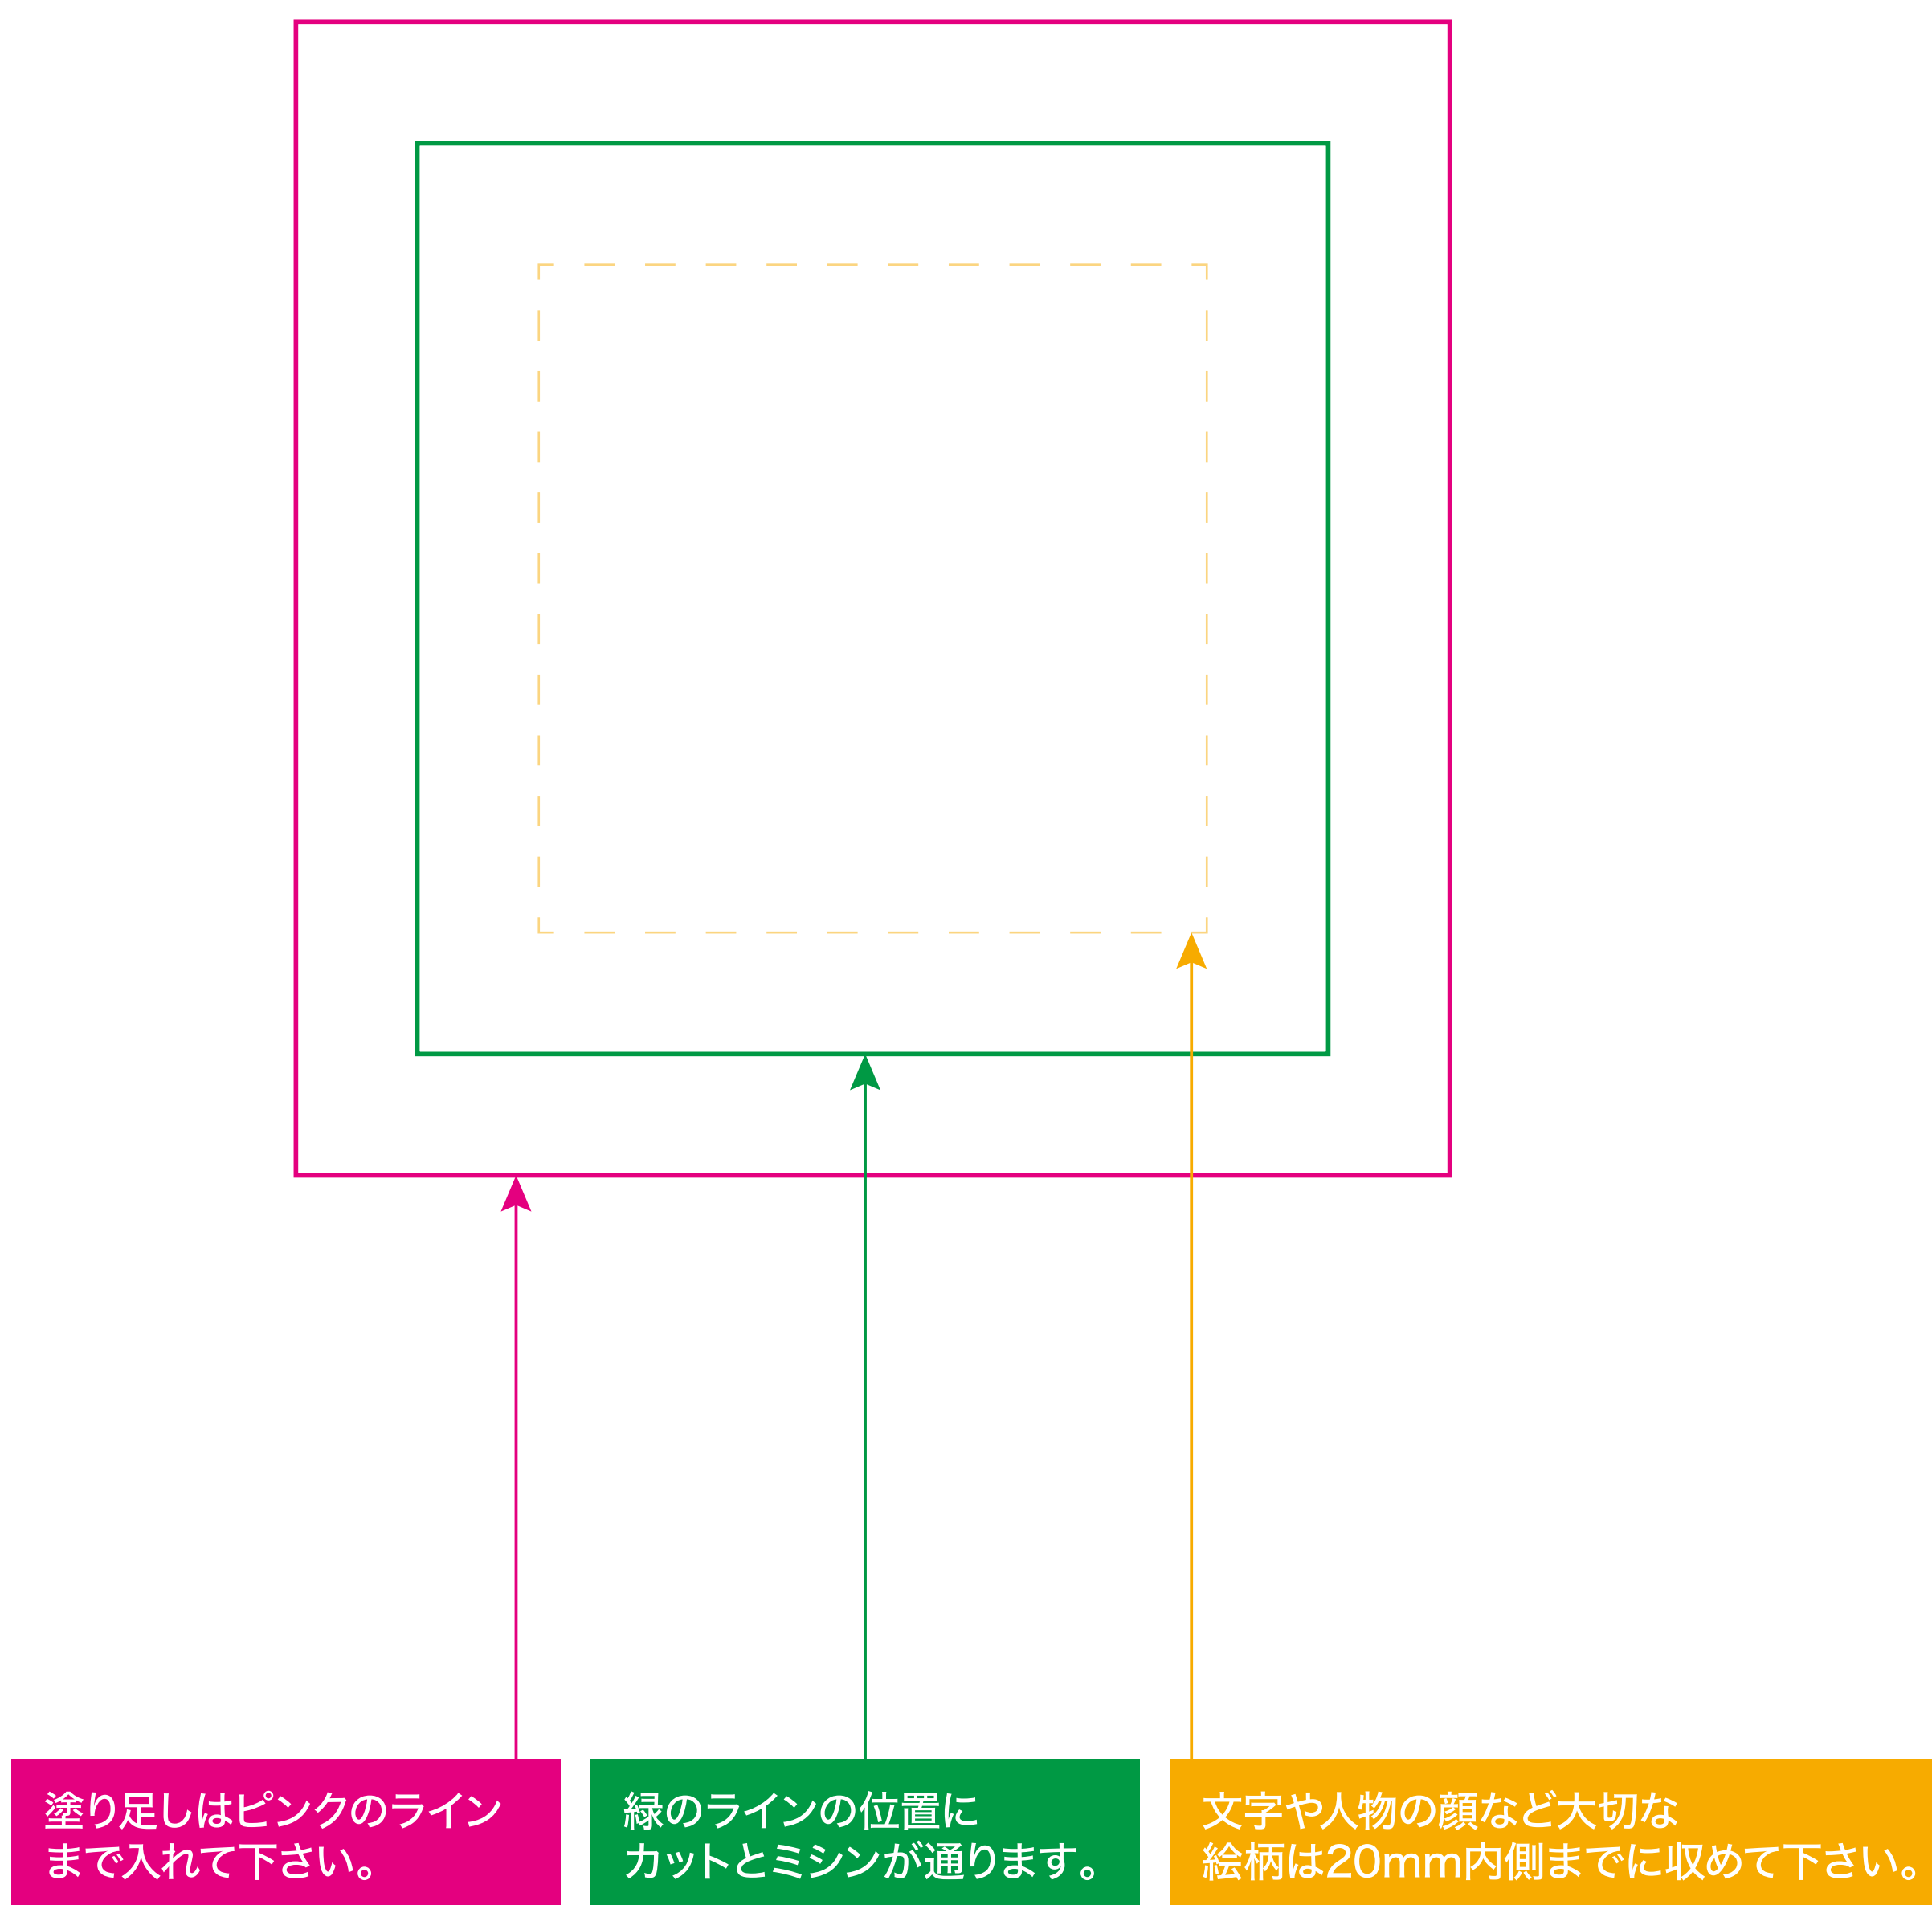 塗り足しはピンクのライン
まで入れて下さい。
緑のラインの位置に
カットとミシンが通ります。
文字や人物の顔など大切な
絵柄は20mm内側までに収めて下さい。